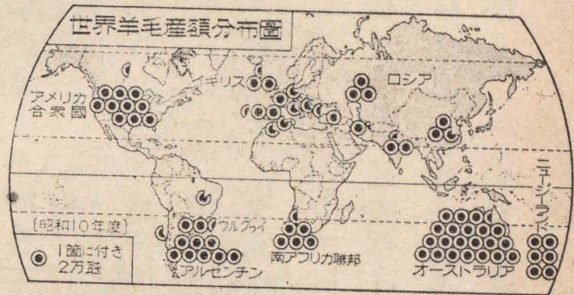 世界羊毛産額分布圖
イギリス
ロシア
アメリカ
合衆國
ニュージーランド
[昭和10年度]
1箇に付き
2万瓲
ウルグワイ
アルゼンチン
南アフリカ聯邦
オーストラリア